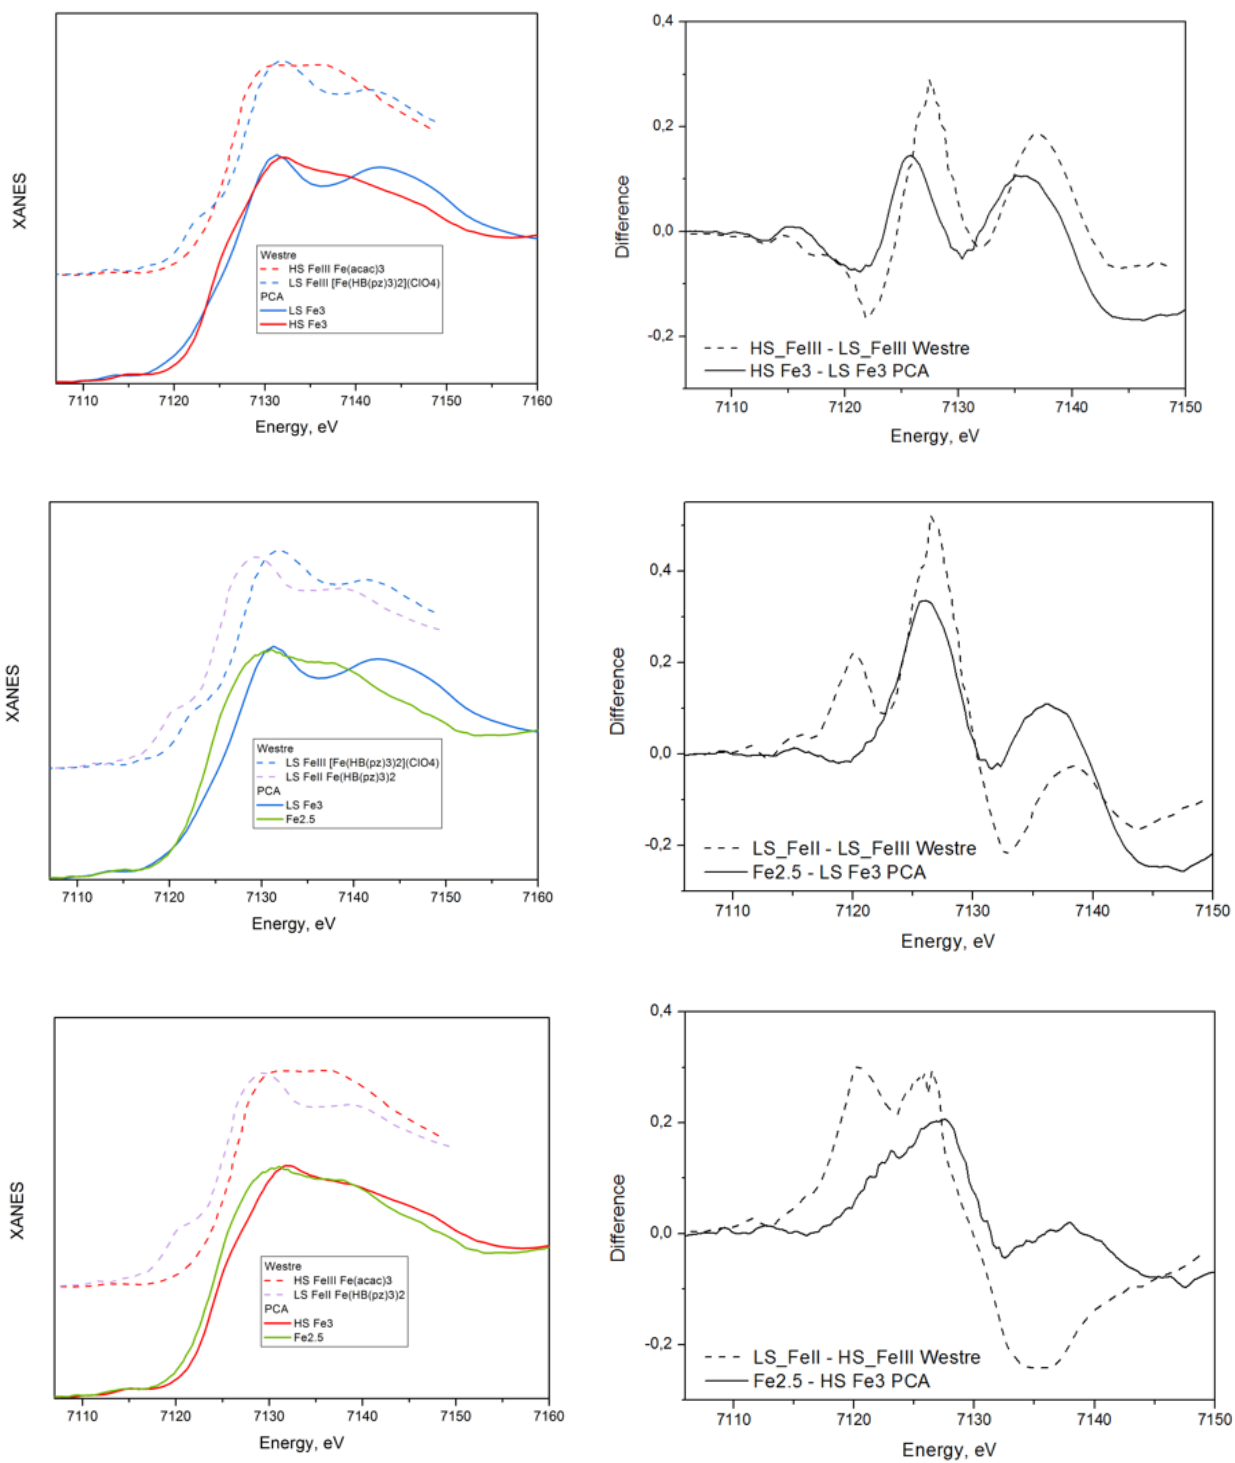 XANES
Westre
HS FeIII Fe(acac)3
LS FeIII [Fe(HB(pz)3)2](ClO4)
PCA
LS Fe3
HS Fe3
7110 7120 7130 7140 7150 7160
Energy, eV
Difference
0,4
0,2
0,0
-0,2
HS_FeIII - LS_FeIII Westre
HS Fe3 - LS Fe3 PCA
7110 7120 7130 7140 7150
Energy, eV
XANES
Westre
LS FeIII [Fe(HB(pz)3)2](ClO4)
LS FeII Fe(HB(pz)3)2
PCA
LS Fe3
Fe2.5
7110 7120 7130 7140 7150 7160
Energy, eV
Difference
0,4
0,2
0,0
-0,2
LS_FeII - LS_FeIII Westre
Fe2.5 - LS Fe3 PCA
7110 7120 7130 7140 7150
Energy, eV
XANES
Westre
HS FeIII Fe(acac)3
LS FeII Fe(HB(pz)3)2
PCA
HS Fe3
Fe2.5
7110 7120 7130 7140 7150 7160
Energy, eV
Difference
0,4
0,2
0,0
-0,2
LS_FeII - HS_FeIII Westre
Fe2.5 - HS Fe3 PCA
7110 7120 7130 7140 7150
Energy, eV